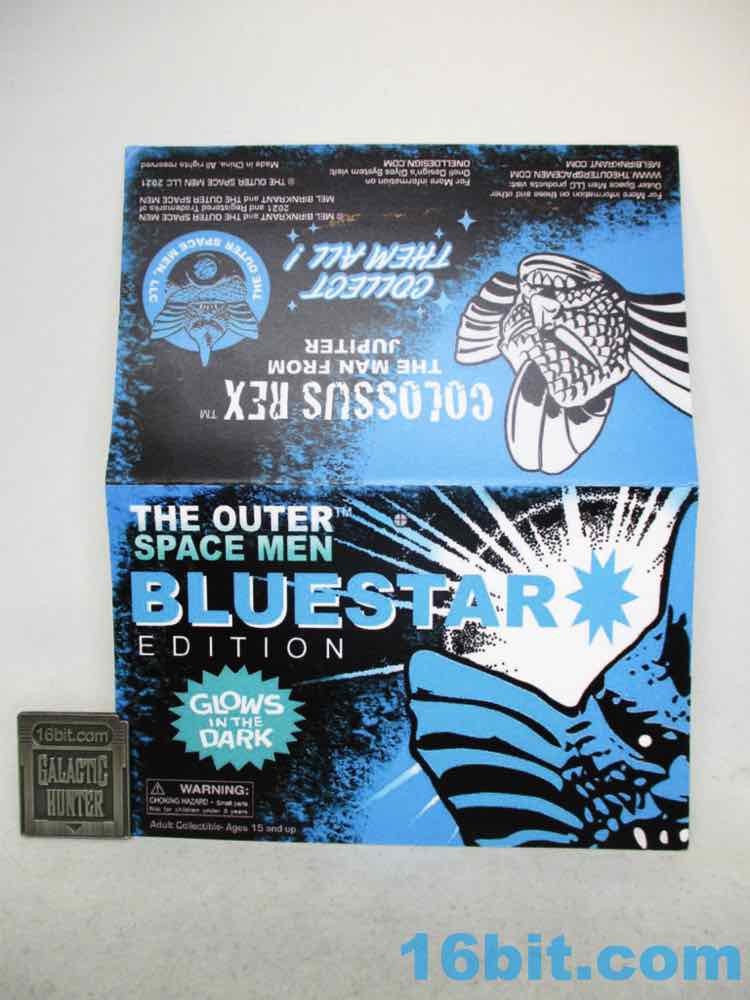 Made in China. All rights reserved
® THE OUTER SPACE MEN LLC 2021
2021 and Registered Trademarks of
MEL BIRNKRANT and THE OUTER SPACE MEN
© MEL BIRNKRANT and THE OUTER SPACE MEN
For More Information on
Onell Design's Glyos System visit:
ONELLDESIGN.COM
For More information on these and other
Outer Space Men LLC products visit:
WWW.THEOUTERSPACEMEN.COM
MELBIRNKRANT.COM
COLLECT
THEM ALL!
THE OUTER SPACE MEN, LLC
COLOSSUS REX ™
THE MAN FROM
JUPITER
THE OUTER™
SPACE MEN
BLUESTAR
EDITION
GLOWS
IN THE
DARK
WARNING:
CHOKING HAZARD - Small parts
Not for children under 3 years.
Adult Collectible- Ages 15 and up
16bit.com
GALACTIC
HUNTER
16bit.com